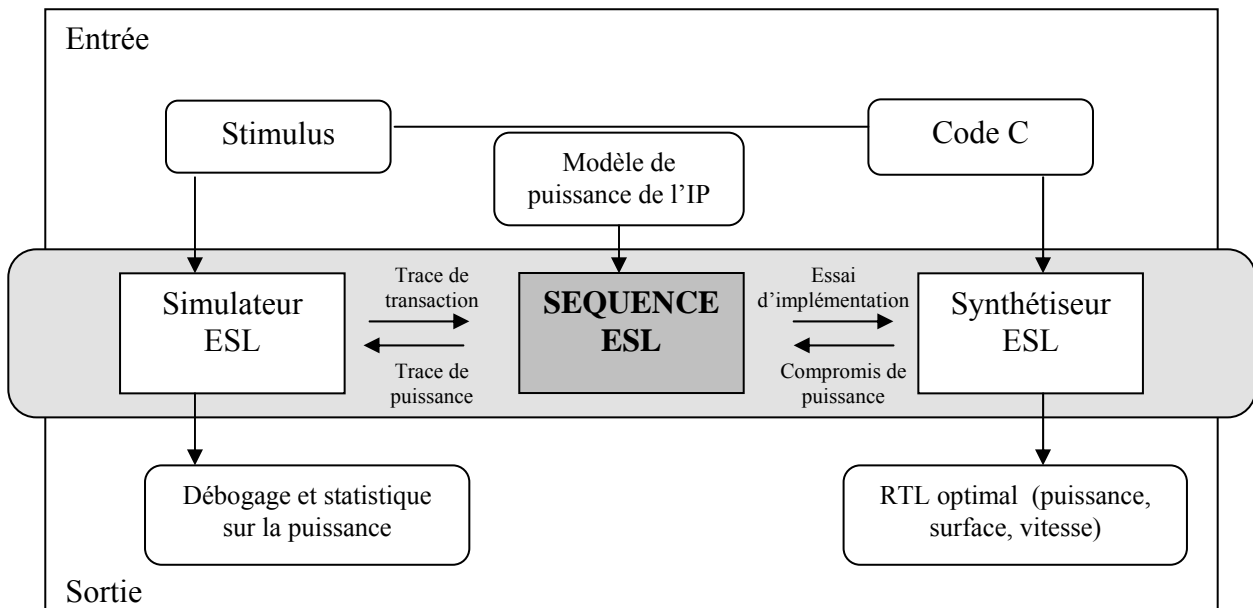 Entrée
Stimulus
Code C
Modèle de
puissance de l'IP
Simulateur
ESL
Trace de
transaction
Trace de
puissance
SEQUENCE
ESL
Essai
d'implémentation
Compromis de
puissance
Synthétiseur
ESL
Débogage et statistique
sur la puissance
RTL optimal (puissance,
surface, vitesse)
Sortie